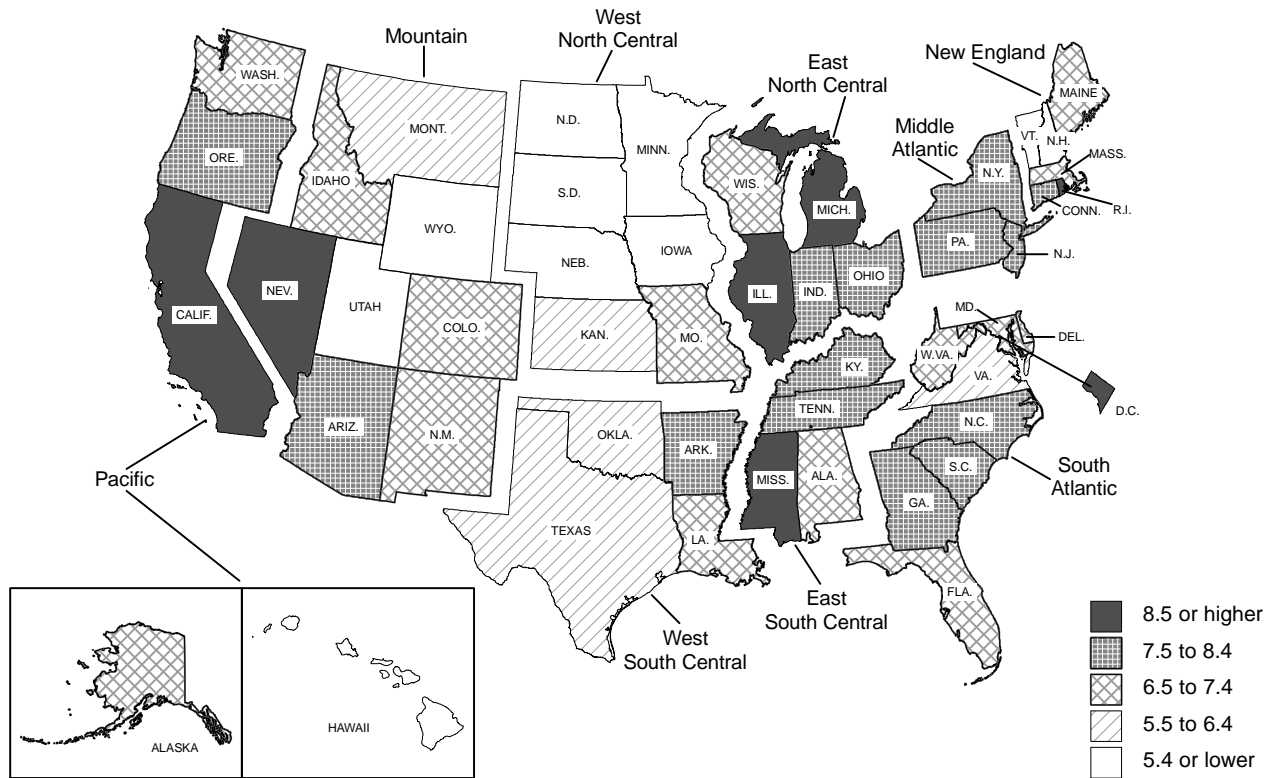 West
North Central
Mountain
East
North Central
New England
WASH.
MAINE
MONT.
N.D.
MINN.
VT.
N.H.
Middle
Atlantic
ORE.
MASS.
IDAHO
WIS.
N.Y.
S.D.
MICH.
CONN.
R.I.
WYO.
PA.
IOWA
N.J.
NEB.
OHIO
NEV.
ILL.
IND.
UTAH
CALIF.
COLO.
MD.
KAN.
MO.
DEL.
W.VA.
KY.
VA.
D.C.
TENN.
N.C.
ARIZ.
N.M.
OKLA.
ARK.
S.C.
South
Atlantic
Pacific
MISS.
ALA.
GA.
TEXAS
LA.
FLA.
East
South Central
West
South Central
HAWAII
ALASKA
8.5 or higher
7.5 to 8.4
6.5 to 7.4
5.5 to 6.4
5.4 or lower